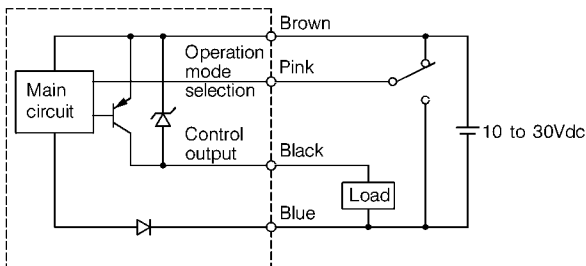 Brown
Operation
mode
selection
Pink
Main
circuit
Control
output
Black
10 to 30Vdc
Load
Blue